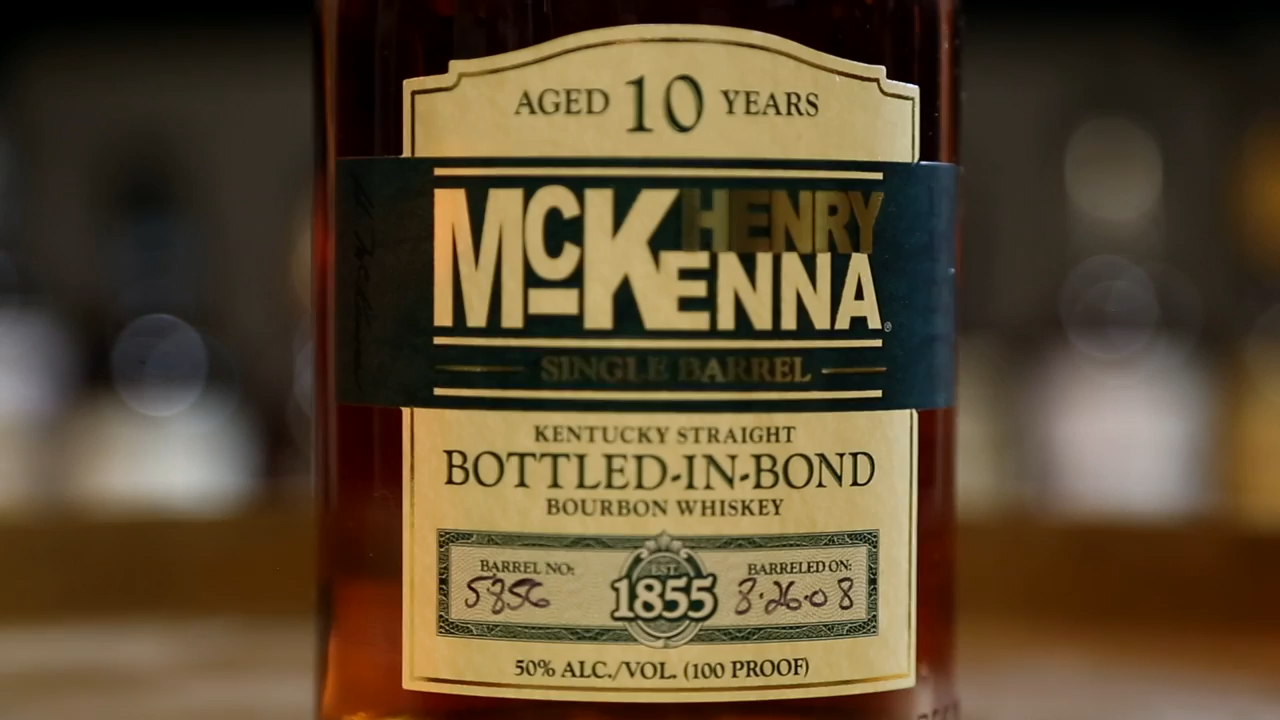 AGED 10 YEARS
McKENNA
HENRY
SINGLE BARREL
KENTUCKY STRAIGHT
BOTTLED-IN-BOND
BOURBON WHISKEY
BARREL NO:
5856
EST.
1855
BARRELED ON:
8·26·08
50% ALC./VOL. (100 PROOF)